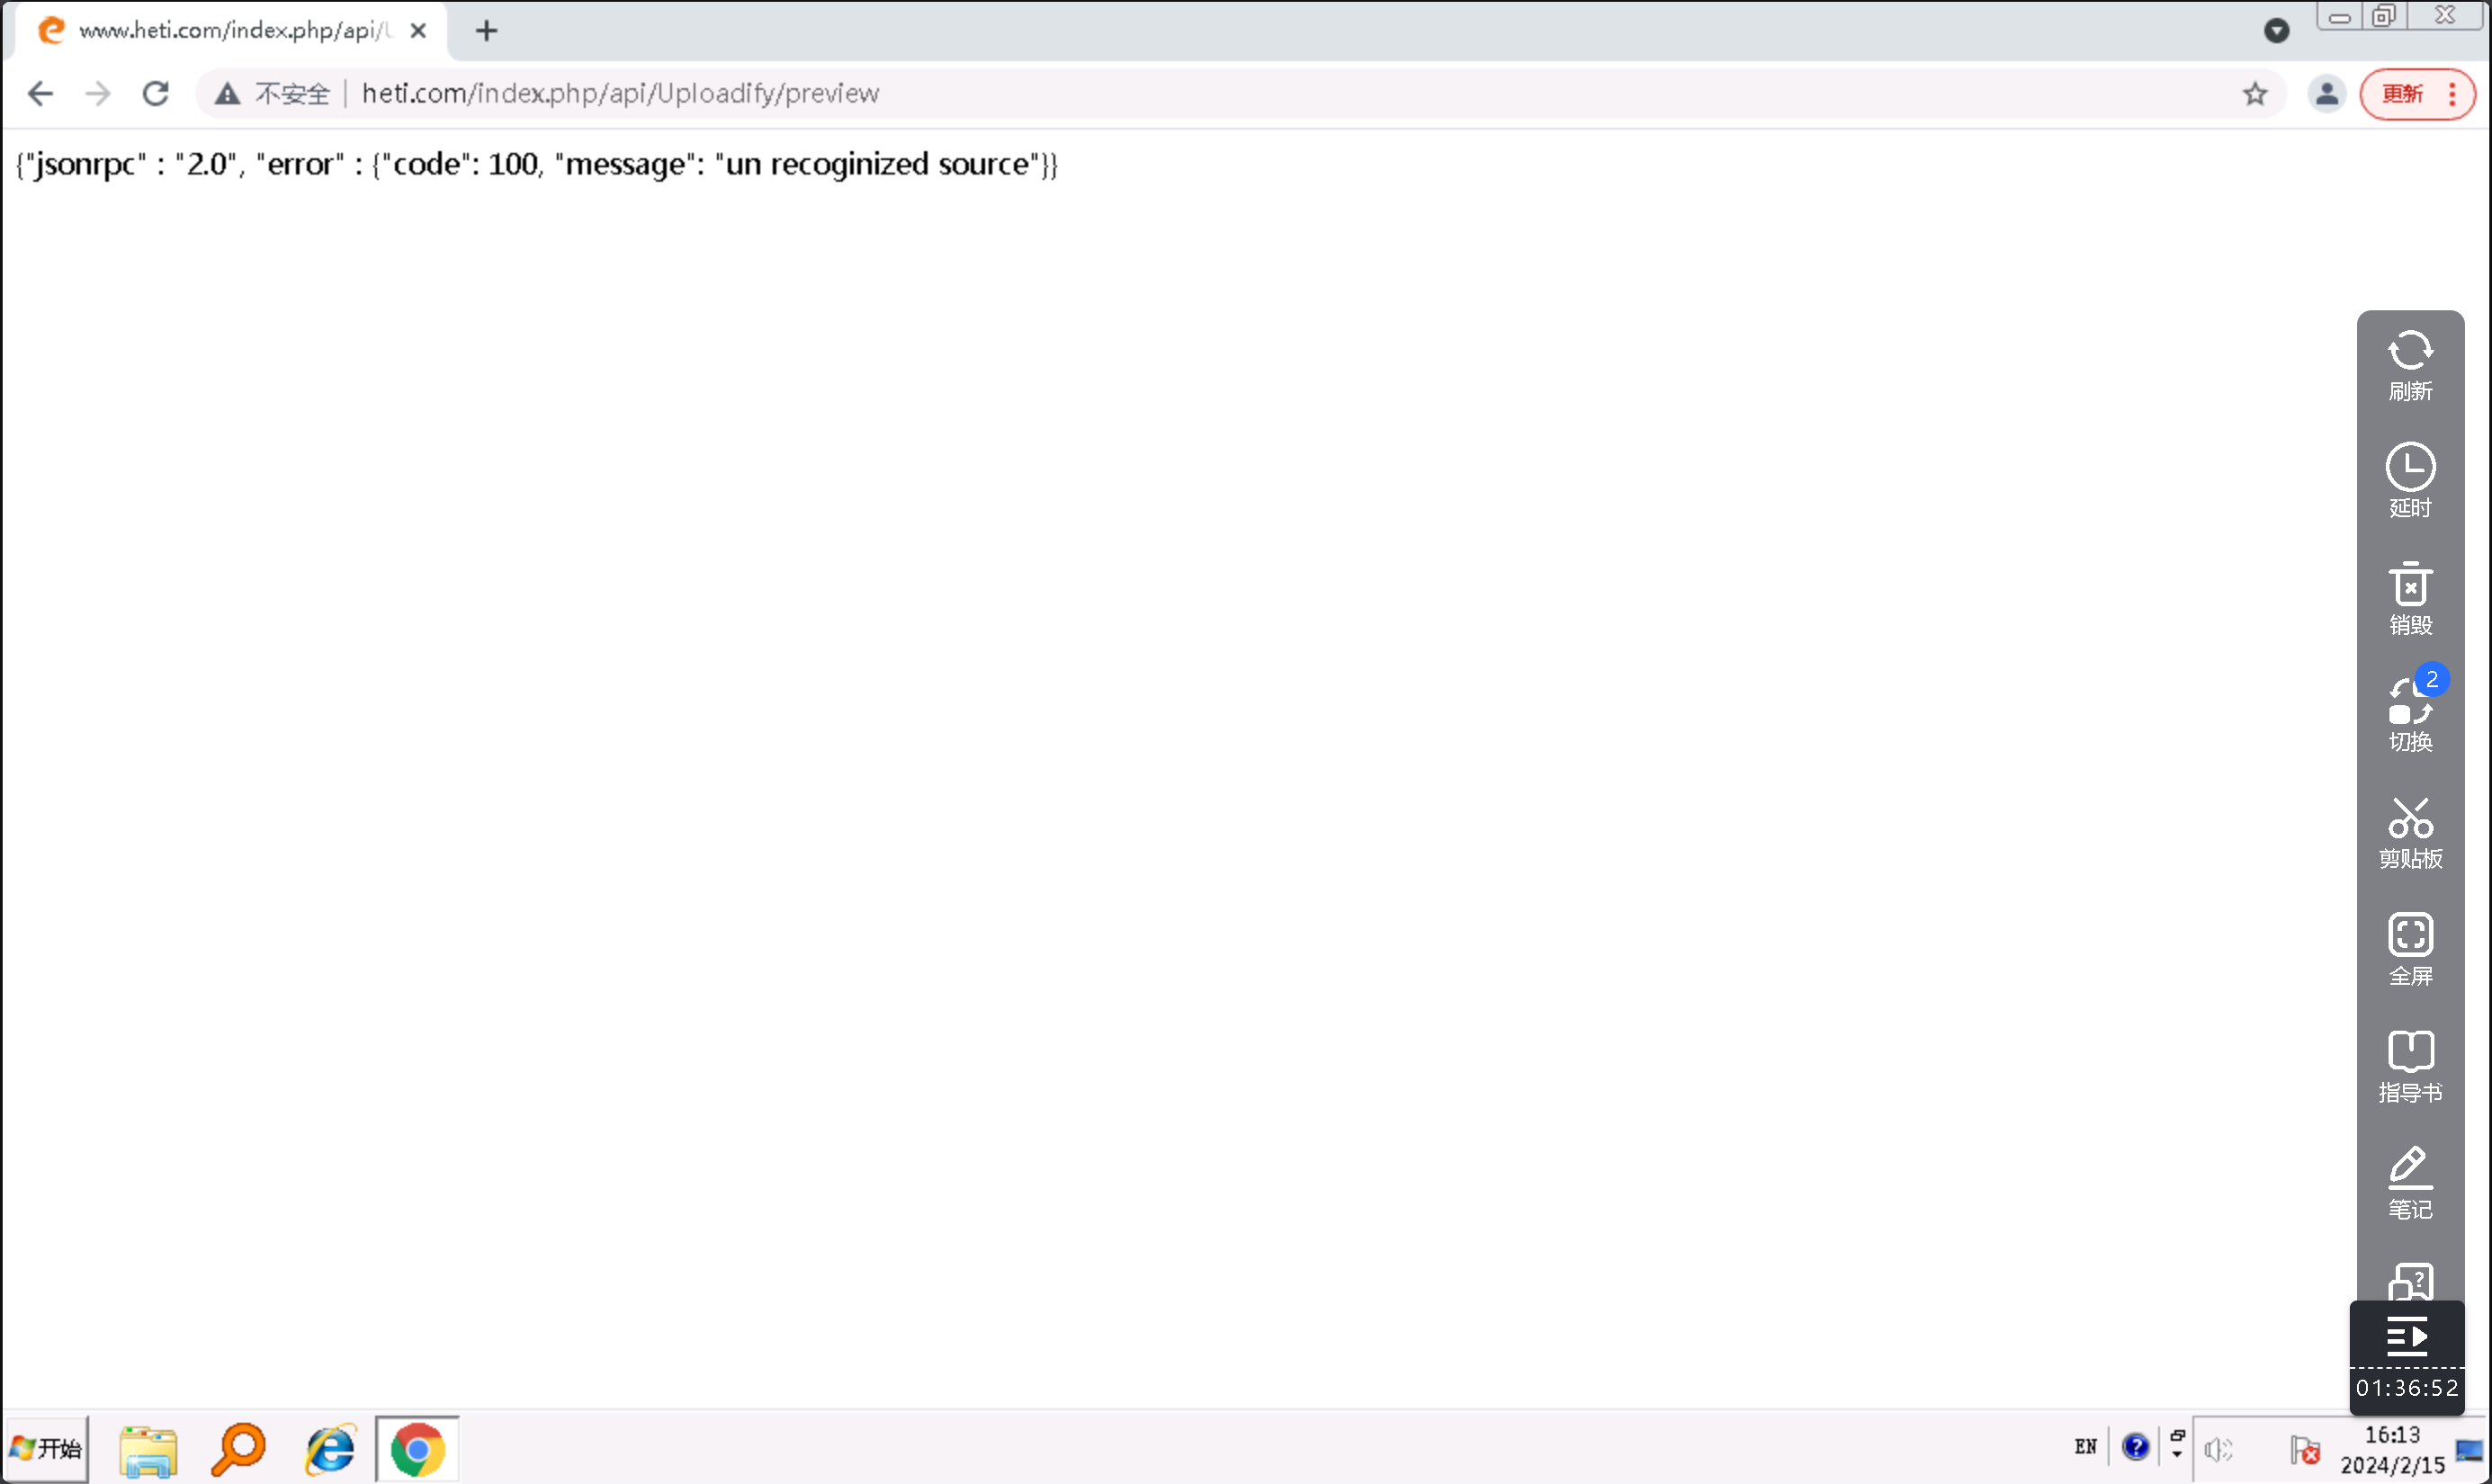 www.heti.com/index.php/api/U
不安全
heti.com/index.php/api/Uploadify/preview
更新
{"jsonrpc" : "2.0", "error" : {"code": 100, "message": "un recoginized source"}}
刷新
延时
销毁
2
切换
剪贴板
全屏
指导书
笔记
01:36:52
开始
EN
16:13
2024/2/15